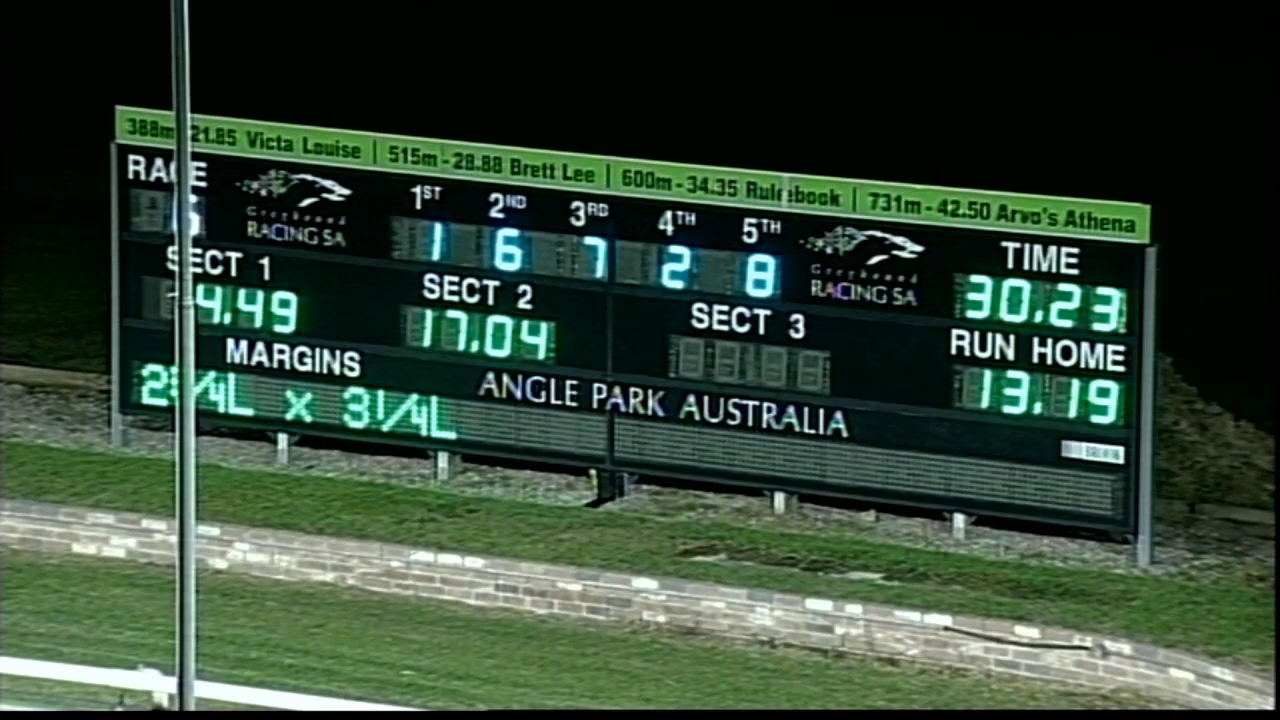 388m 21.85 Victa Louise | 515m - 28.88 Brett Lee | 600m - 34.35 Rulebook | 731m - 42.50 Arvo's Athena
RACE 1ST 2ND 3RD 4TH 5TH TIME
Greyhound RACING SA
1 6 7 2 8
Greyhound RACING SA
30.23
SECT 1 SECT 2 SECT 3 RUN HOME
4.49 17.04 13.19
MARGINS ANGLE PARK AUSTRALIA
x 3 1/4L